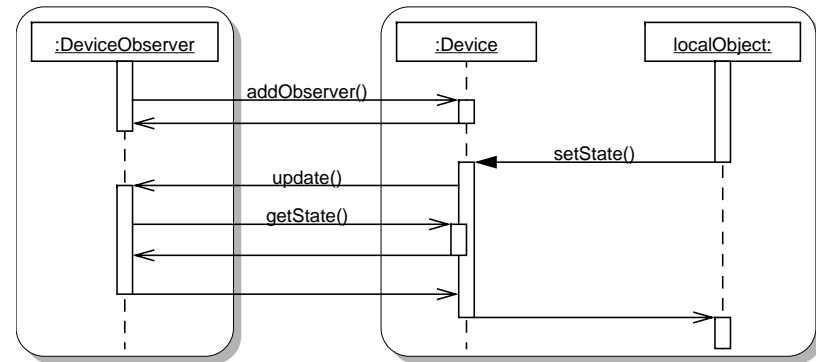 :DeviceObserver
:Device
localObject:
addObserver()
setState()
update()
getState()